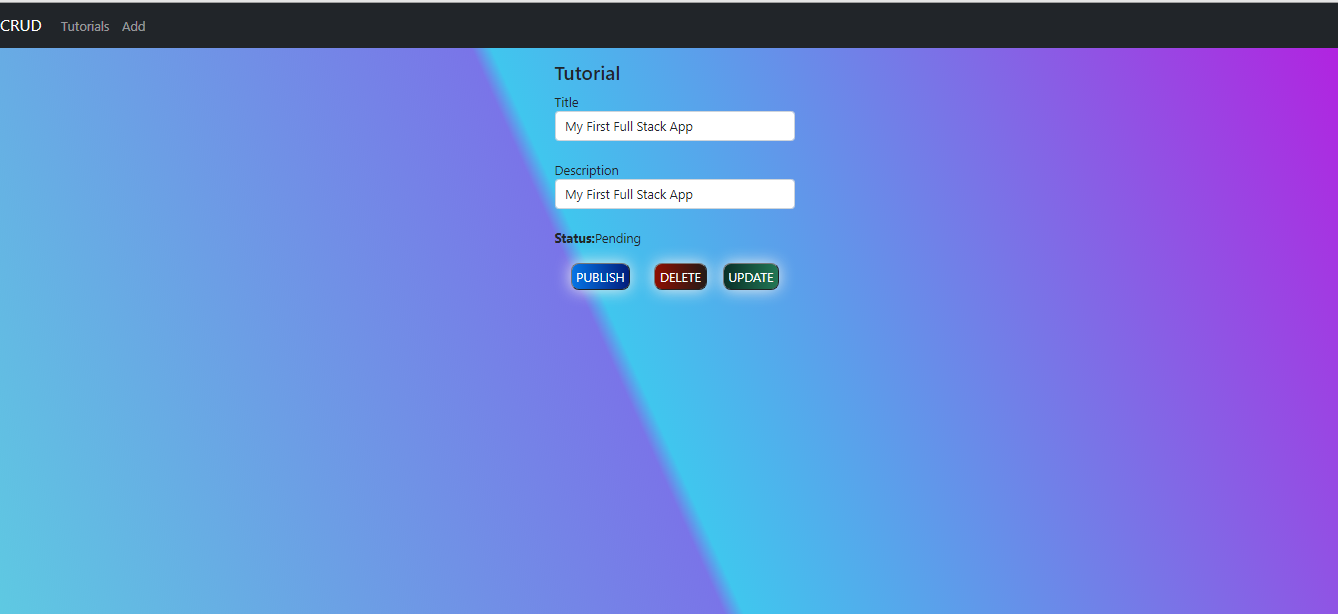 CRUD Tutorials Add
Tutorial
Title
My First Full Stack App
Description
My First Full Stack App
Status:Pending
PUBLISH DELETE UPDATE